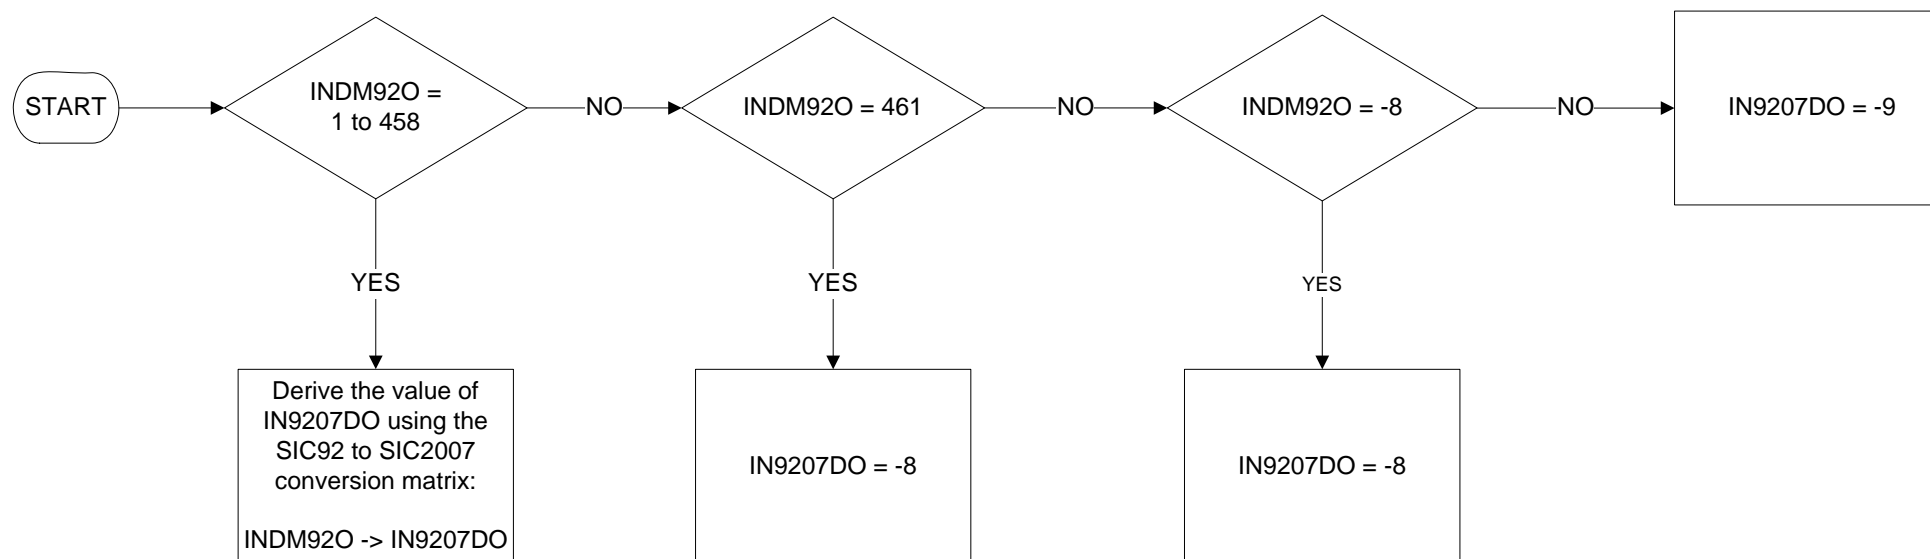 START
INDM92O =
1 to 458
NO
INDM92O = 461
NO
INDM92O = -8
NO
IN9207DO = -9
YES
YES
YES
Derive the value of
IN9207DO using the
SIC92 to SIC2007
conversion matrix:
INDM92O -> IN9207DO
IN9207DO = -8
IN9207DO = -8